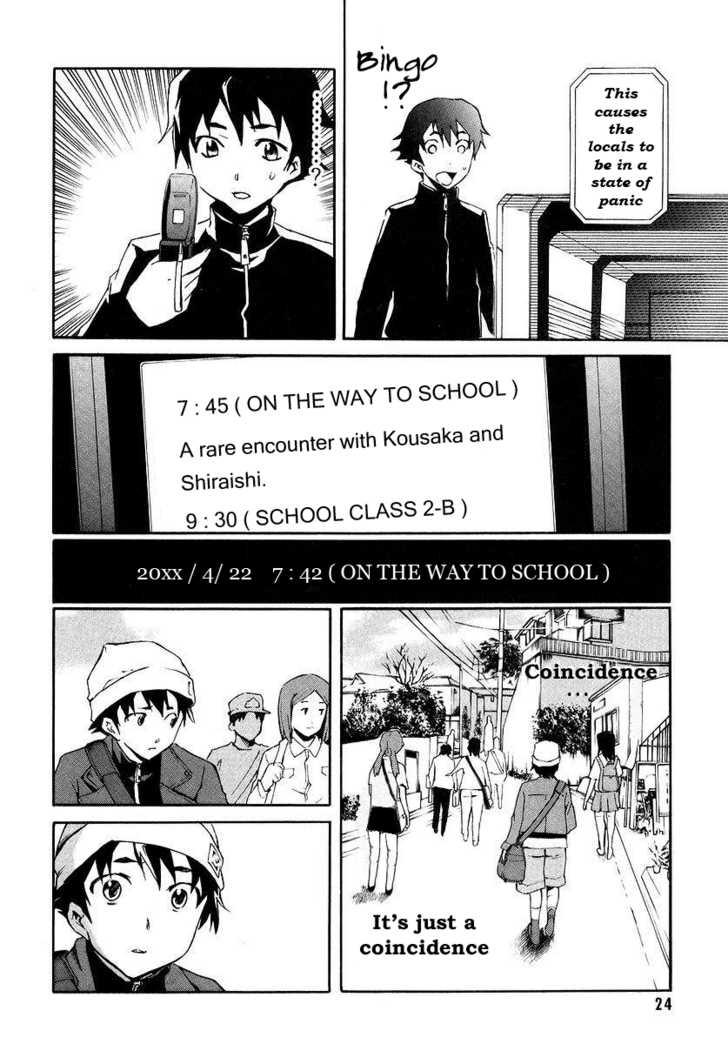 This
causes
the
locals to
be in a
state of
panic
Bingo
!?
?
7 : 45 ( ON THE WAY TO SCHOOL )
A rare encounter with Kousaka and
Shiraishi.
9 : 30 ( SCHOOL CLASS 2-B )
20xx / 4/ 22 7 : 42 ( ON THE WAY TO SCHOOL )
Coincidence
...
It's just a
coincidence
24